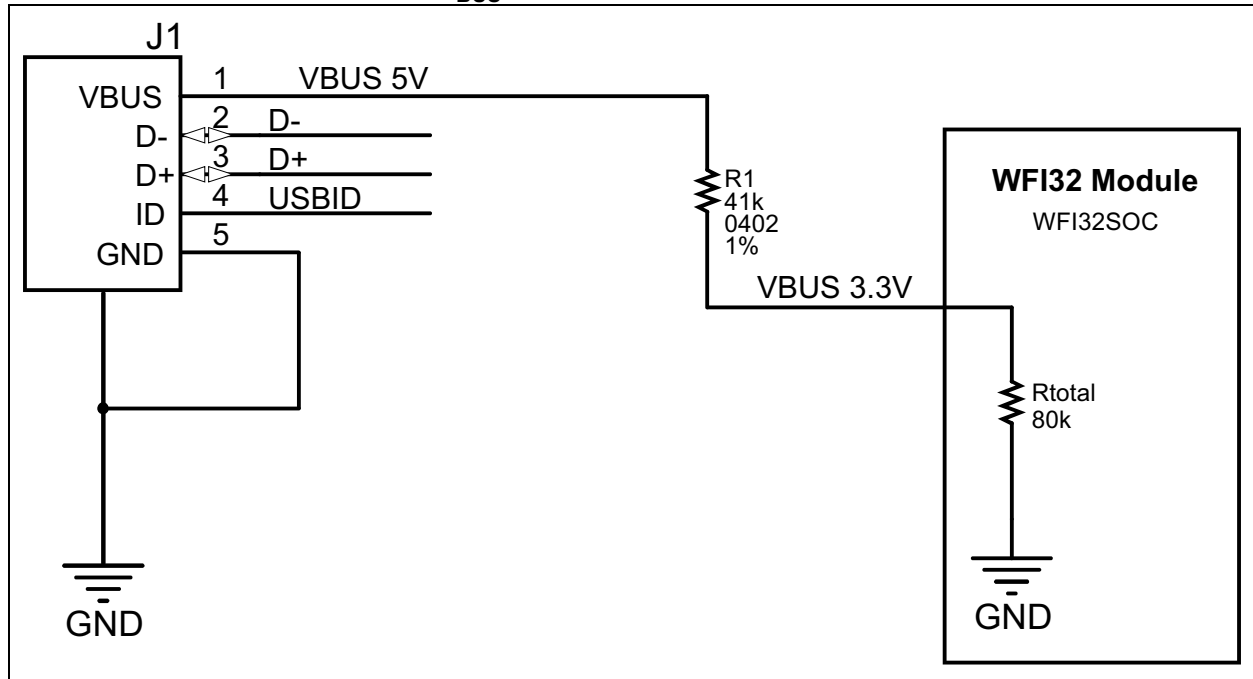 J1
VBUS
D-
D+
ID
GND
1
2
3
4
5
VBUS 5V
D-
D+
USBID
R1
41k
0402
1%
VBUS 3.3V
WFI32 Module
WFI32SOC
Rtotal
80k
GND
GND